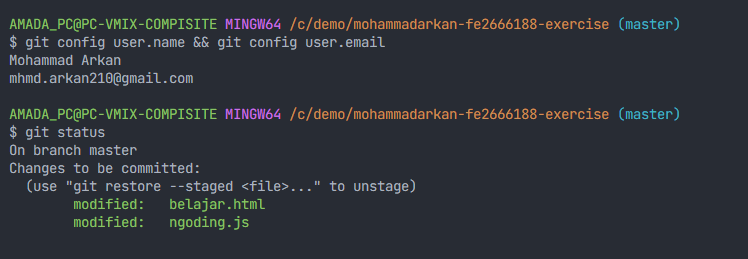 AMADA_PC@PC-VMIX-COMPISITE MINGW64 /c/demo/mohammadarkan-fe2666188-exercise (master)
$ git config user.name && git config user.email
Mohammad Arkan
mhmd.arkan210@gmail.com
AMADA_PC@PC-VMIX-COMPISITE MINGW64 /c/demo/mohammadarkan-fe2666188-exercise (master)
$ git status
On branch master
Changes to be committed:
  (use "git restore --staged <file>..." to unstage)
        modified:   belajar.html
        modified:   ngoding.js